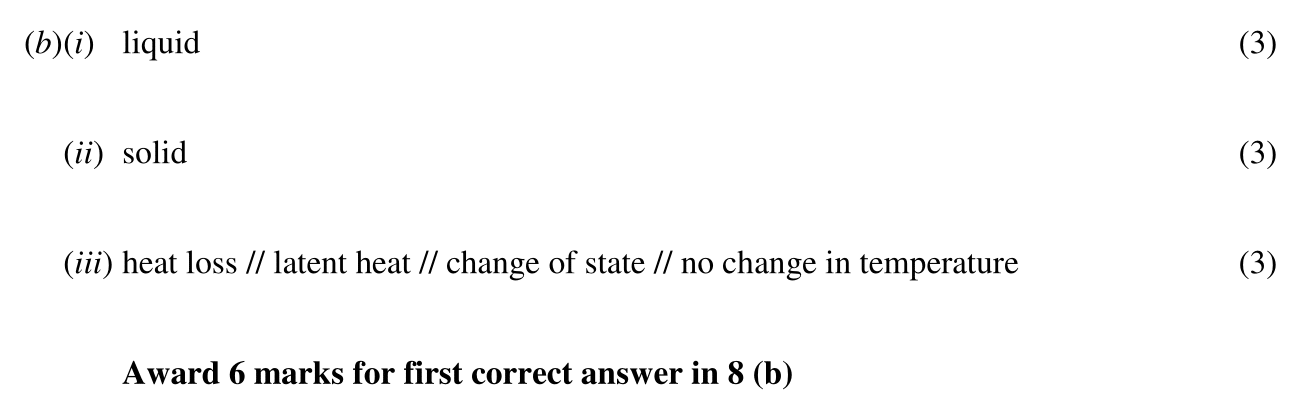 (b)(i) liquid (3)
(ii) solid (3)
(iii) heat loss // latent heat // change of state // no change in temperature (3)
Award 6 marks for first correct answer in 8 (b)